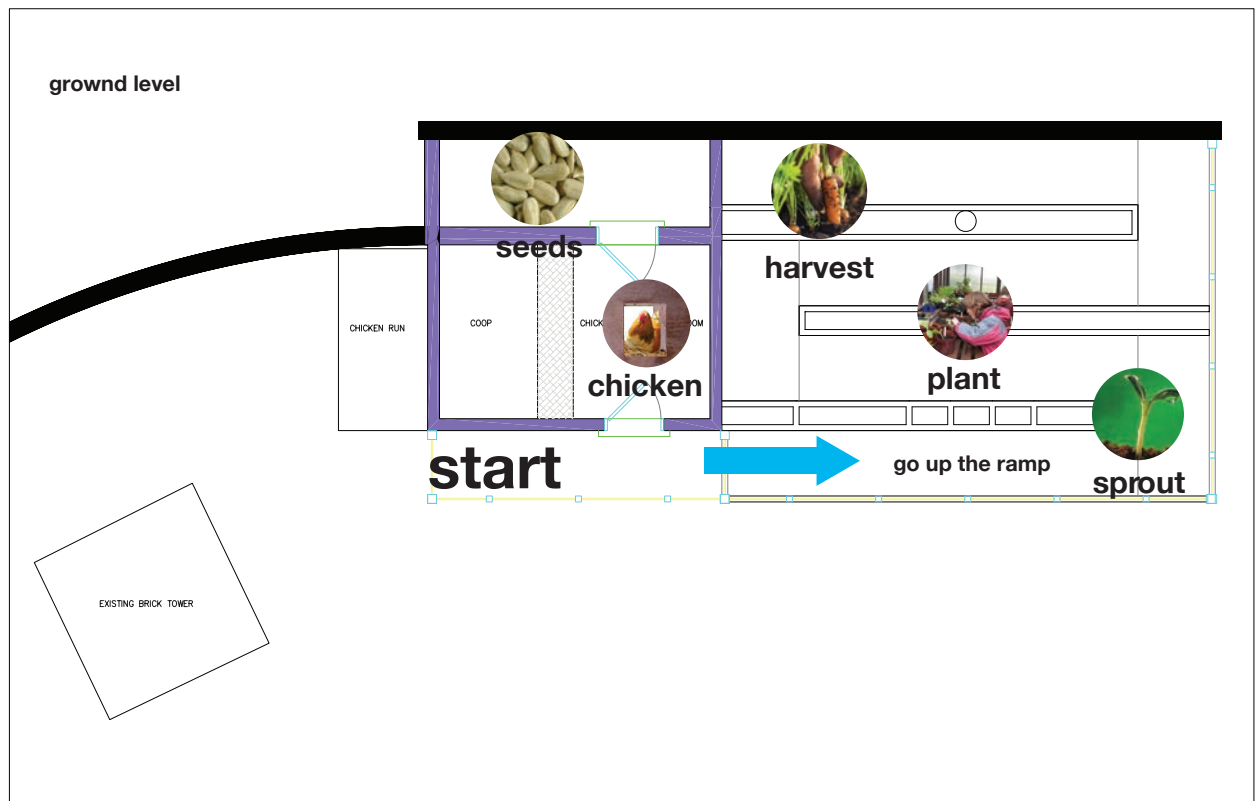 grownd level
seeds
harvest
CHICKEN RUN
COOP
chicken
plant
start
go up the ramp
sprout
EXISTING BRICK TOWER